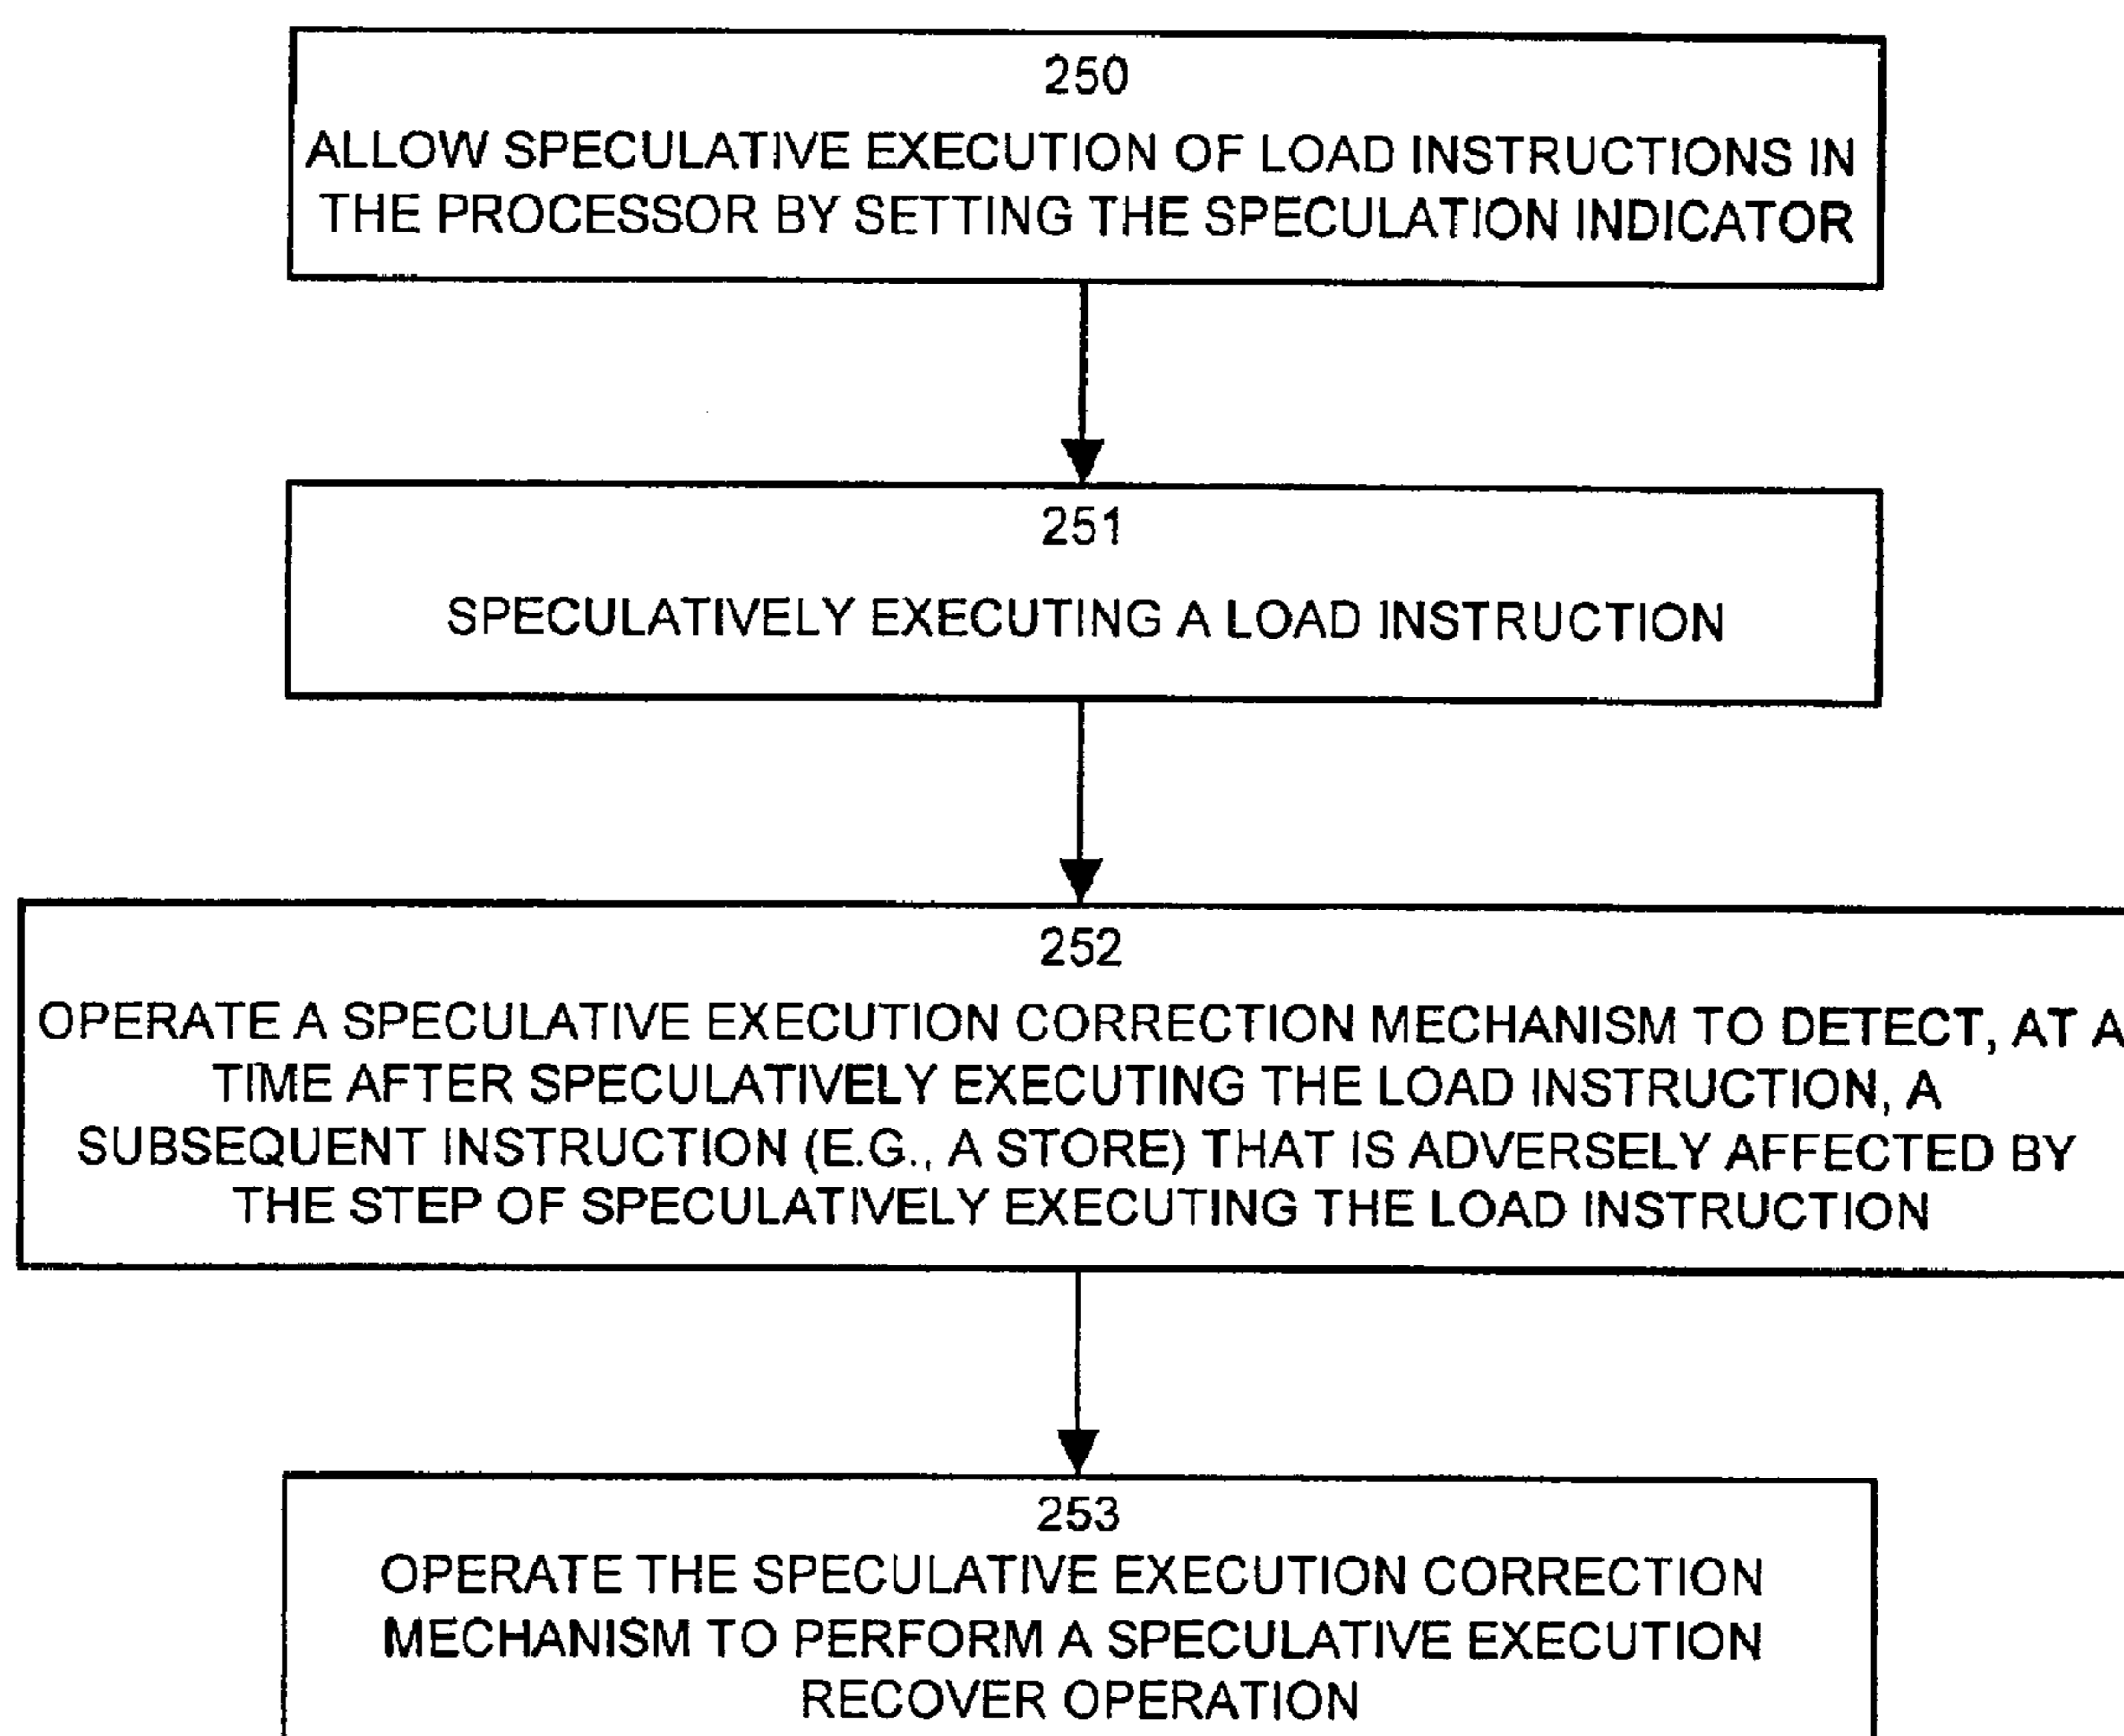 250
ALLOW SPECULATIVE EXECUTION OF LOAD INSTRUCTIONS IN
THE PROCESSOR BY SETTING THE SPECULATION INDICATOR
251
SPECULATIVELY EXECUTING A LOAD INSTRUCTION
252
OPERATE A SPECULATIVE EXECUTION CORRECTION MECHANISM TO DETECT, AT A
TIME AFTER SPECULATIVELY EXECUTING THE LOAD INSTRUCTION, A
SUBSEQUENT INSTRUCTION (E.G., A STORE) THAT IS ADVERSELY AFFECTED BY
THE STEP OF SPECULATIVELY EXECUTING THE LOAD INSTRUCTION
253
OPERATE THE SPECULATIVE EXECUTION CORRECTION
MECHANISM TO PERFORM A SPECULATIVE EXECUTION
RECOVER OPERATION